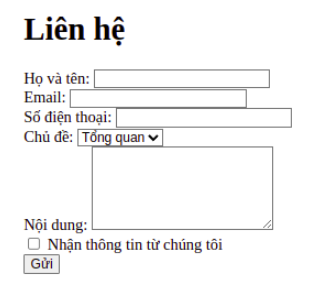 Liên hệ
Họ và tên:
Email:
Số điện thoại:
Chủ đề: Tổng quan
Nội dung:
Nhận thông tin từ chúng tôi
Gửi